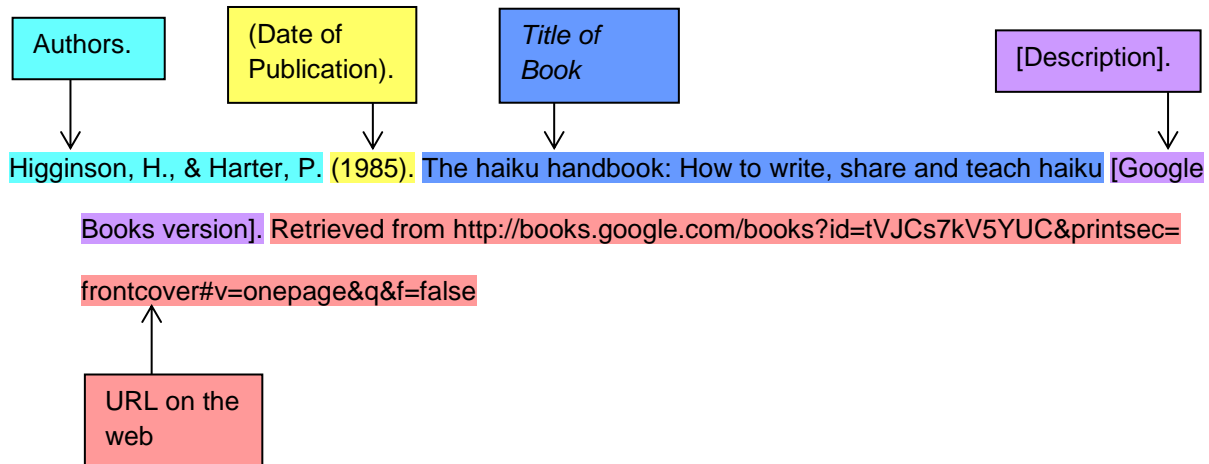 Authors.
(Date of
Publication).
Title of
Book
[Description].
Higginson, H., & Harter, P. (1985). The haiku handbook: How to write, share and teach haiku [Google
Books version]. Retrieved from http://books.google.com/books?id=tVJCs7kV5YUC&printsec=
frontcover#v=onepage&q&f=false
URL on the
web